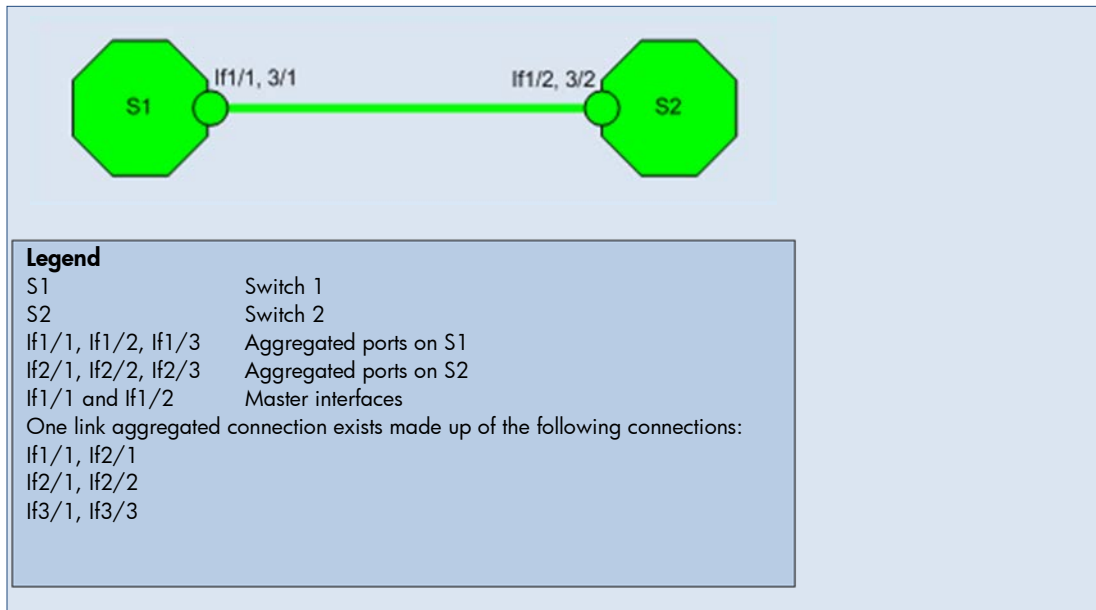 If1/1, 3/1
If1/2, 3/2
S1
S2
Legend
S1 Switch 1
S2 Switch 2
If1/1, If1/2, If1/3 Aggregated ports on S1
If2/1, If2/2, If2/3 Aggregated ports on S2
If1/1 and If1/2 Master interfaces
One link aggregated connection exists made up of the following connections:
If1/1, If2/1
If2/1, If2/2
If3/1, If3/3